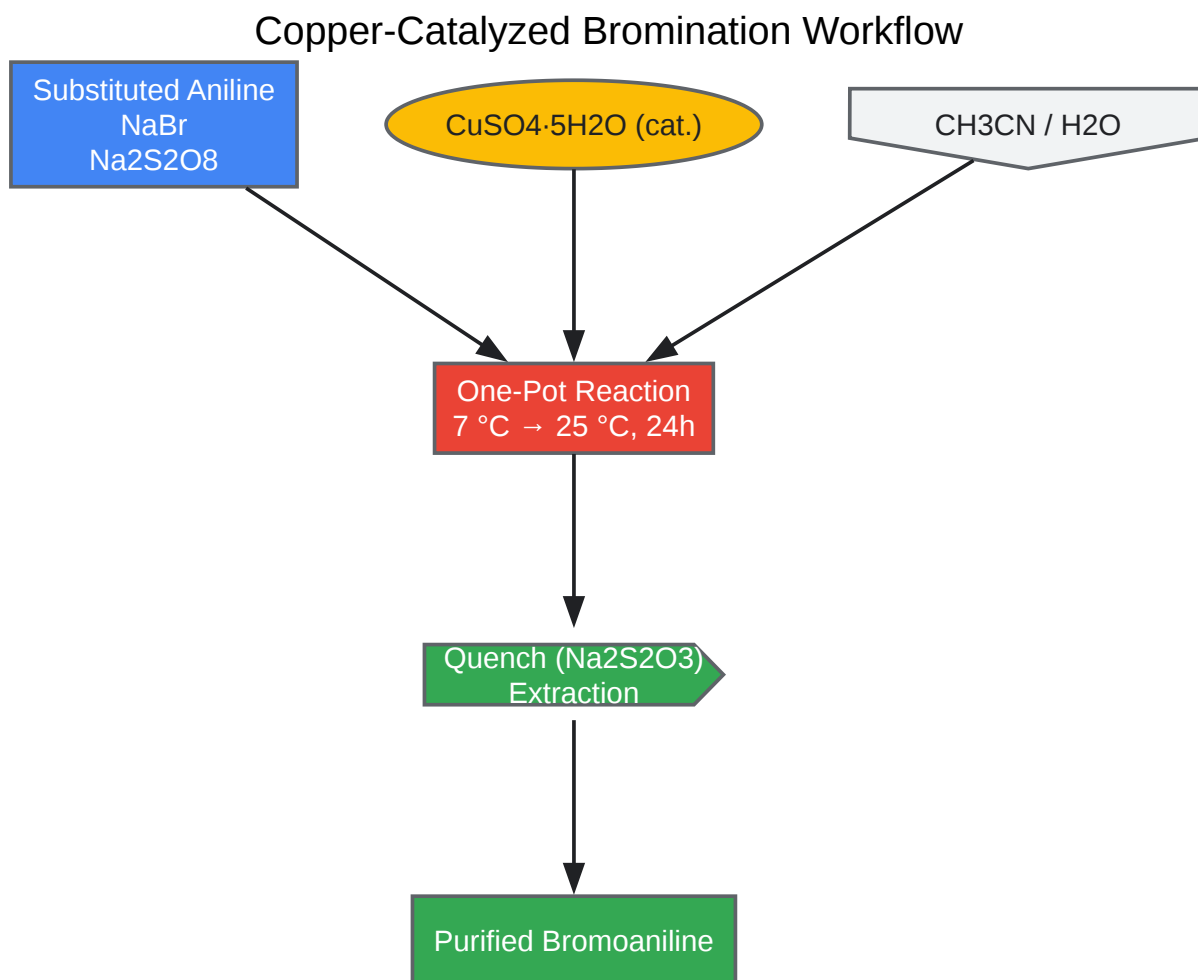 Copper-Catalyzed Bromination Workflow
Substituted Aniline
NaBr
Na2S2O8
CuSO4·5H2O (cat.)
CH3CN / H2O
One-Pot Reaction
7 °C → 25 °C, 24h
Quench (Na2S2O3)
Extraction
Purified Bromoaniline